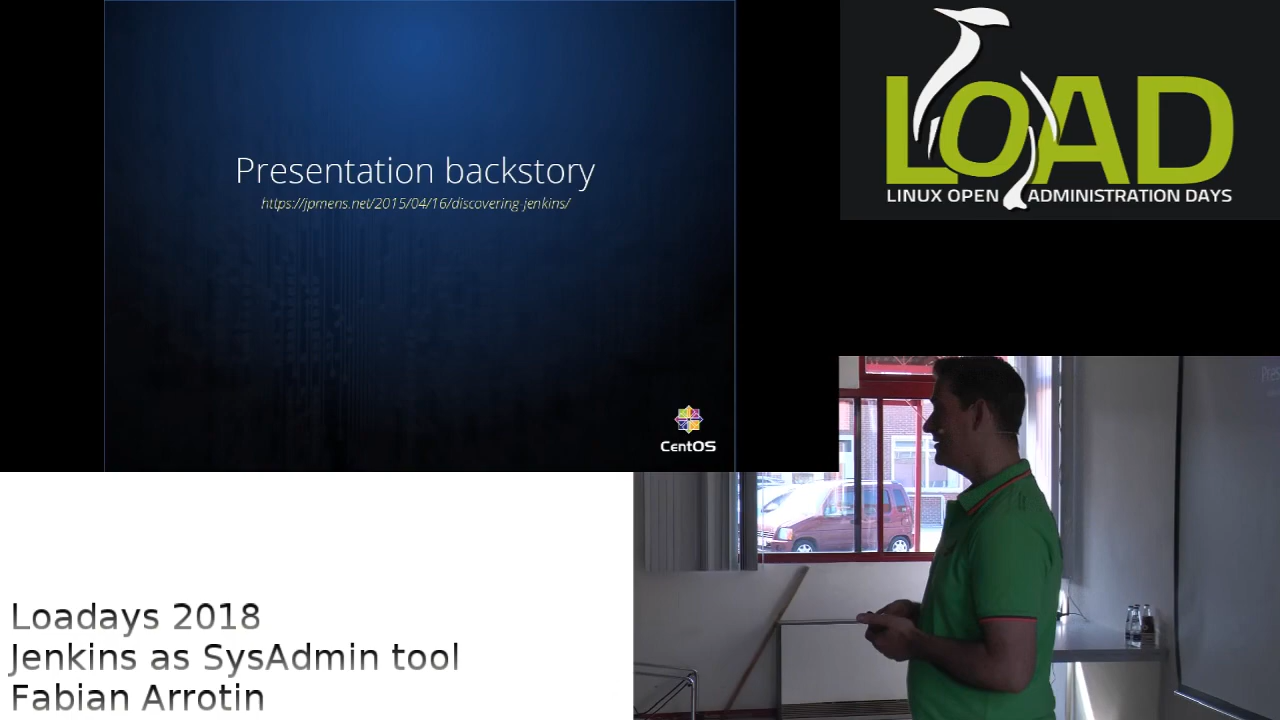 Presentation backstory
https://jpmens.net/2015/04/16/discovering-jenkins/
CentOS
LOAD
LINUX OPEN ADMINISTRATION DAYS
Loadays 2018
Jenkins as SysAdmin tool
Fabian Arrotin